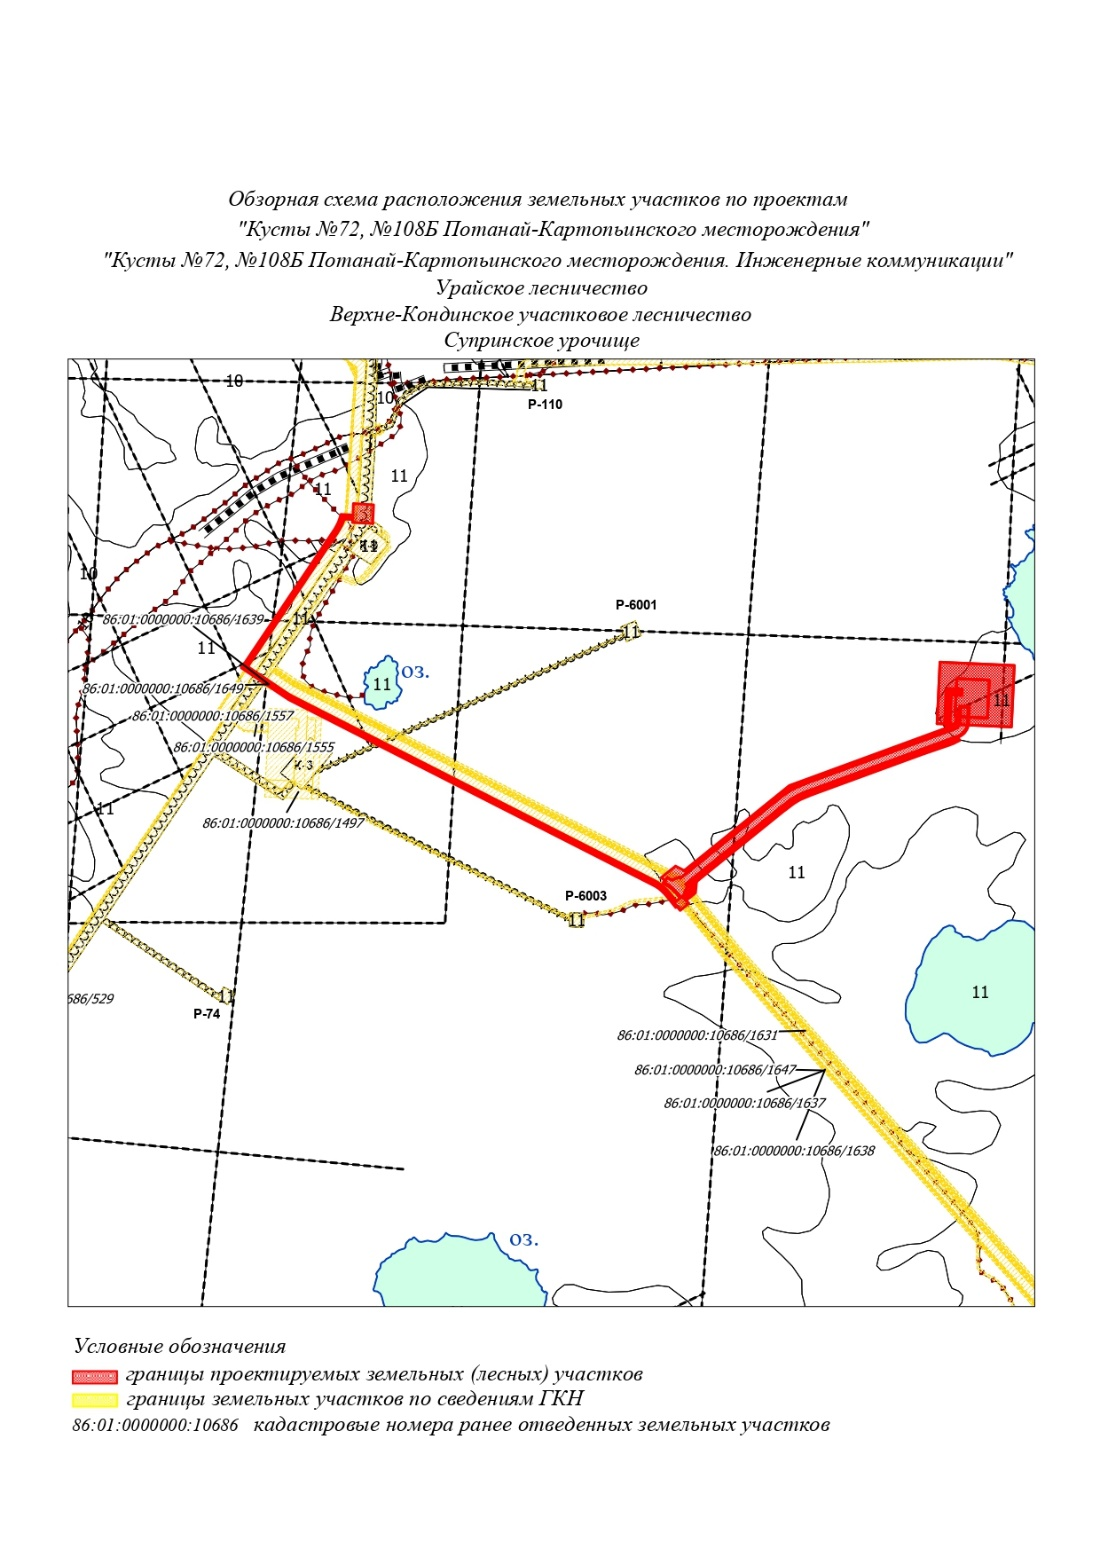 Обзорная схема расположения земельных участков по проектам
"Кусты №72, №108Б Потанай-Картопьинского месторождения"
"Кусты №72, №108Б Потанай-Картопьинского месторождения. Инженерные коммуникации"
Урайское лесничество
Верхне-Кондинское участковое лесничество
Супринское урочище
10
10
11
Р-110
11
11
11
10
86:01:0000000:10686/1639
11
Р-6001
11
11
86:01:0000000:10686/1649
11
оз.
11
86:01:0000000:10686/1557
86:01:0000000:10686/1555
К-3
11
86:01:0000000:10686/1497
11
Р-6003
11
Р-74
11
686/529
11
86:01:0000000:10686/1631
86:01:0000000:10686/1647
86:01:0000000:10686/1637
86:01:0000000:10686/1638
оз.
Условные обозначения
границы проектируемых земельных (лесных) участков
границы земельных участков по сведениям ГКН
86:01:0000000:10686 кадастровые номера ранее отведенных земельных участков